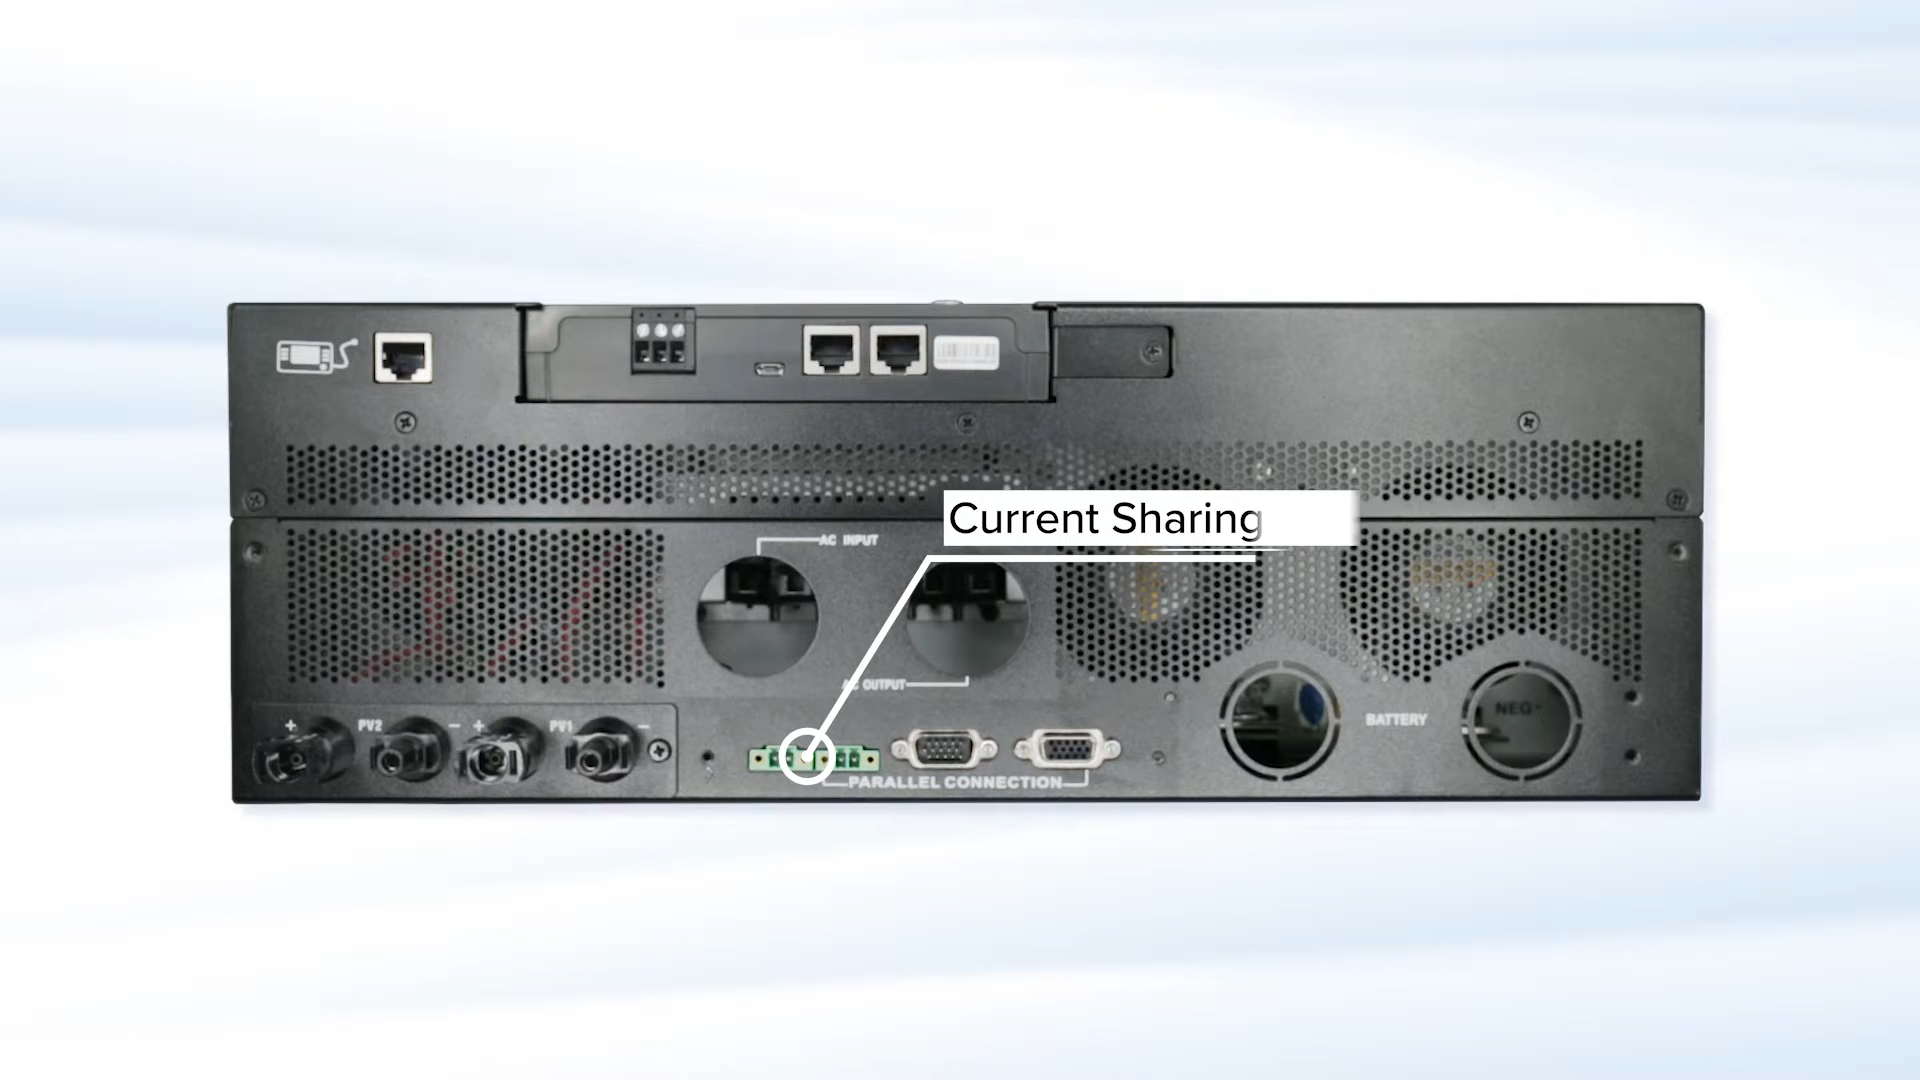 Current Sharing
AC INPUT
AC OUTPUT
+ PV2 - + PV1 -
BATTERY
NEG-
PARALLEL CONNECTION